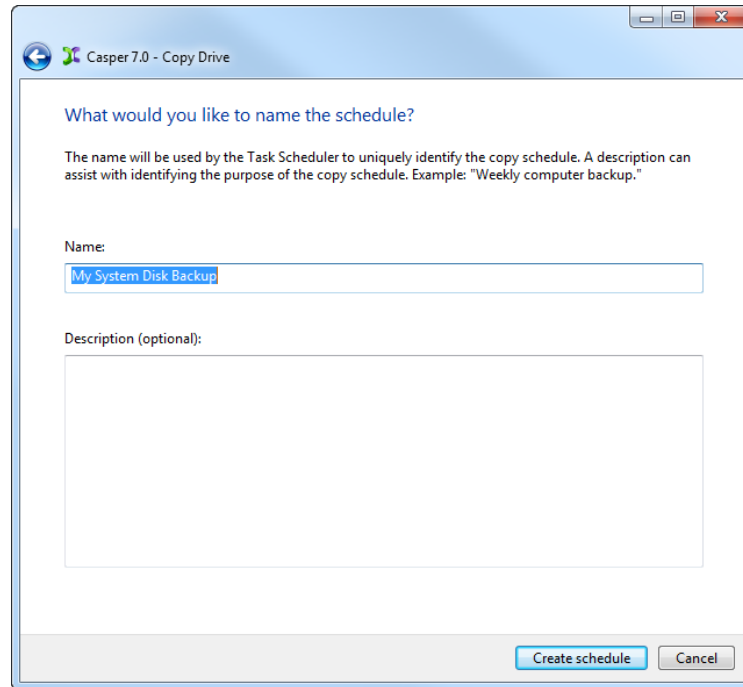 Casper 7.0 - Copy Drive
What would you like to name the schedule?
The name will be used by the Task Scheduler to uniquely identify the copy schedule. A description can
assist with identifying the purpose of the copy schedule. Example: "Weekly computer backup."
Name:
My System Disk Backup
Description (optional):
Create schedule Cancel